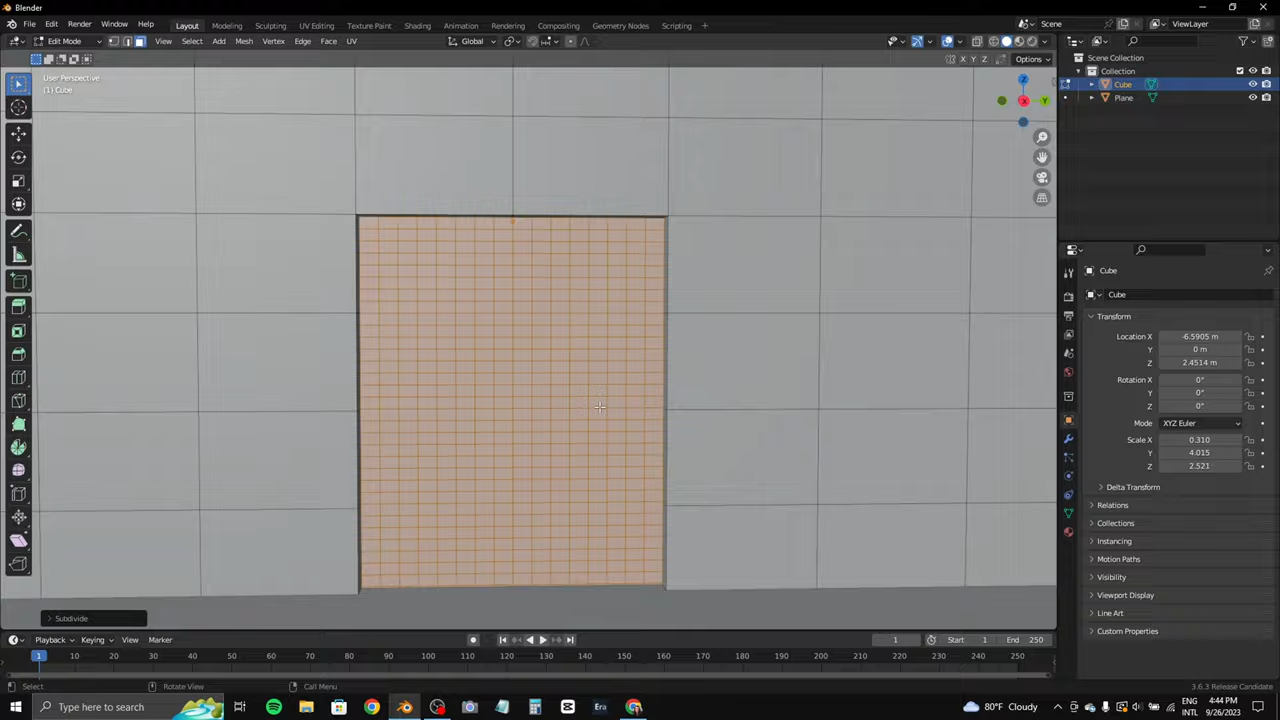 Blender
File Edit Render Window Help Layout Modeling Sculpting UV Editing Texture Paint Shading Animation Rendering Compositing Geometry Nodes Scripting + Scene ViewLayer
Edit Mode View Select Add Mesh Vertex Edge Face UV Global
X Y Z Options
User Perspective
(1) Cube
Z
X
Y
Subdivide
Scene Collection
Collection
Cube
Plane
Cube
Cube
Transform
Location X -6.5905 m
Y 0 m
Z 2.4514 m
Rotation X 0°
Y 0°
Z 0°
Mode XYZ Euler
Scale X 0.310
Y 4.015
Z 2.521
Delta Transform
Relations
Collections
Instancing
Motion Paths
Visibility
Viewport Display
Line Art
Custom Properties
Playback Keying View Marker 1 Start 1 End 250
1 10 20 30 40 50 60 70 80 90 100 110 120 130 140 150 160 170 180 190 200 210 220 230 240 250
Select Rotate View Call Menu 3.6.3 Release Candidate
Type here to search Era 80°F Cloudy ENG INTL 4:44 PM 9/26/2023